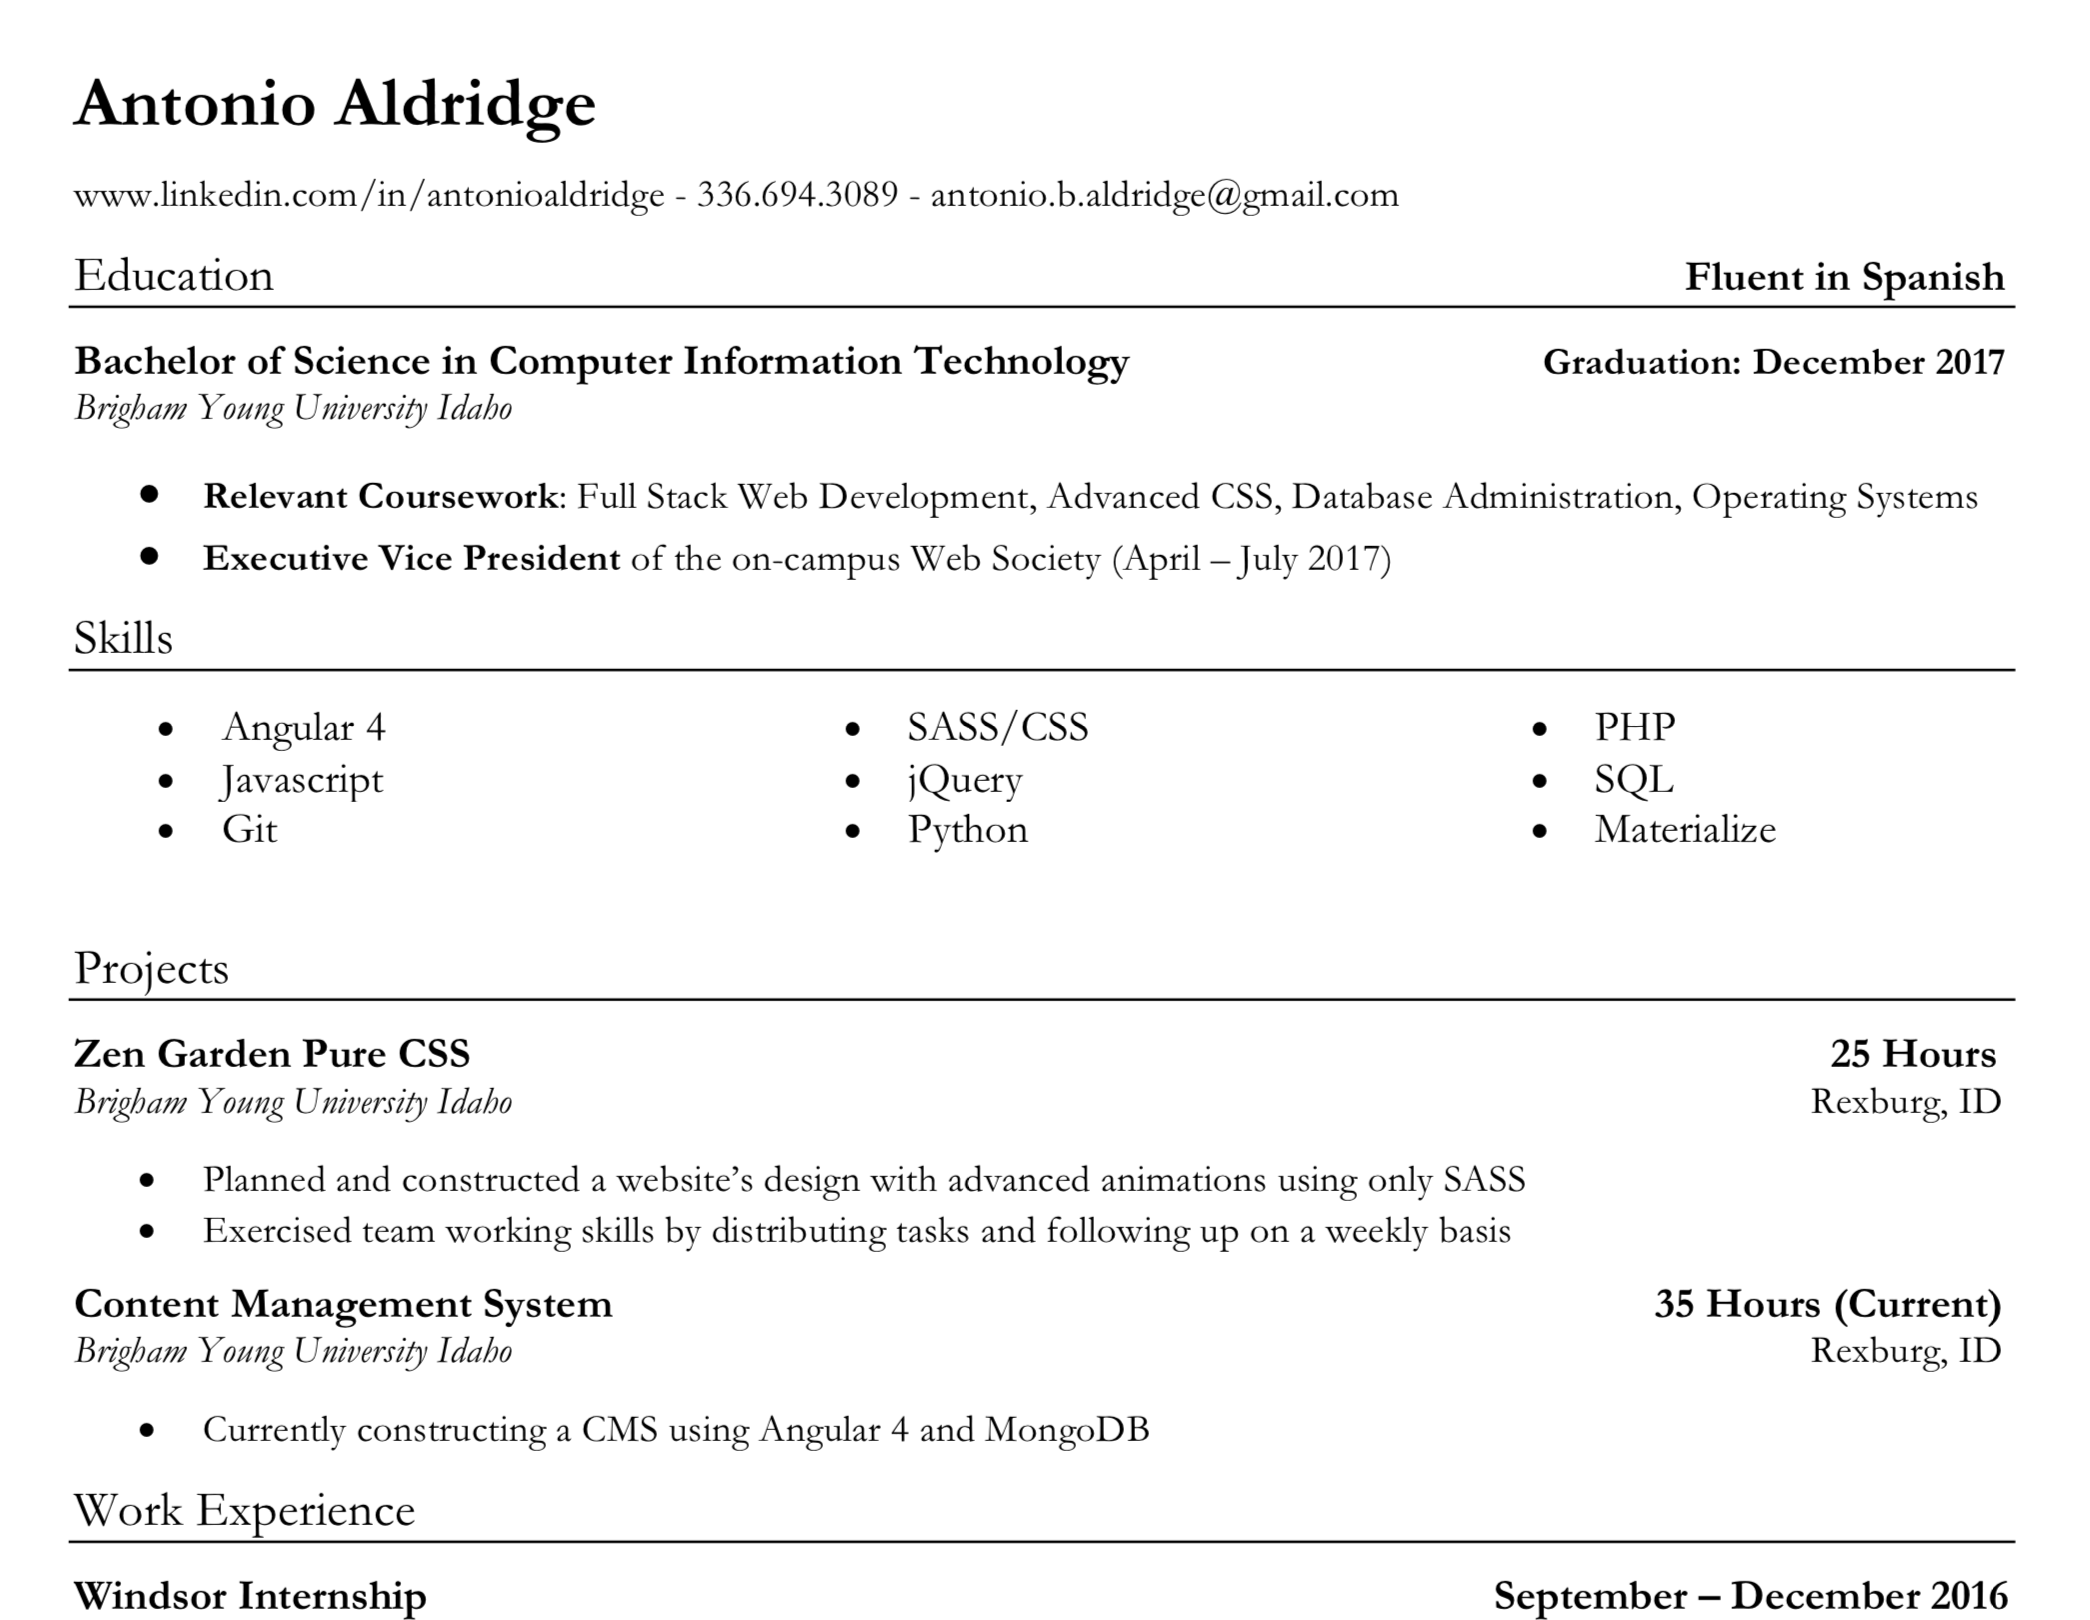 Antonio Aldridge
www.linkedin.com/in/antonioaldridge - 336.694.3089 - antonio.b.aldridge@gmail.com
Education Fluent in Spanish
Bachelor of Science in Computer Information Technology Graduation: December 2017
Brigham Young University Idaho
• Relevant Coursework: Full Stack Web Development, Advanced CSS, Database Administration, Operating Systems
• Executive Vice President of the on-campus Web Society (April – July 2017)
Skills
• Angular 4 • SASS/CSS • PHP
• Javascript • jQuery • SQL
• Git • Python • Materialize
Projects
Zen Garden Pure CSS 25 Hours
Brigham Young University Idaho Rexburg, ID
• Planned and constructed a website’s design with advanced animations using only SASS
• Exercised team working skills by distributing tasks and following up on a weekly basis
Content Management System 35 Hours (Current)
Brigham Young University Idaho Rexburg, ID
• Currently constructing a CMS using Angular 4 and MongoDB
Work Experience
Windsor Internship September – December 2016